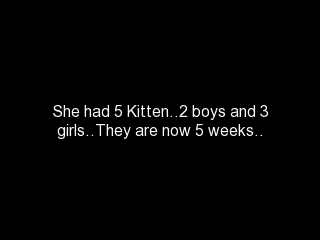 She had 5 Kitten..2 boys and 3
girls..They are now 5 weeks..